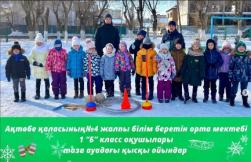 Ақтөбе қаласының№4 жалпы білім беретін орта мектебі
1 "Б" класс оқушылары
таза ауадағы қысқы ойындар